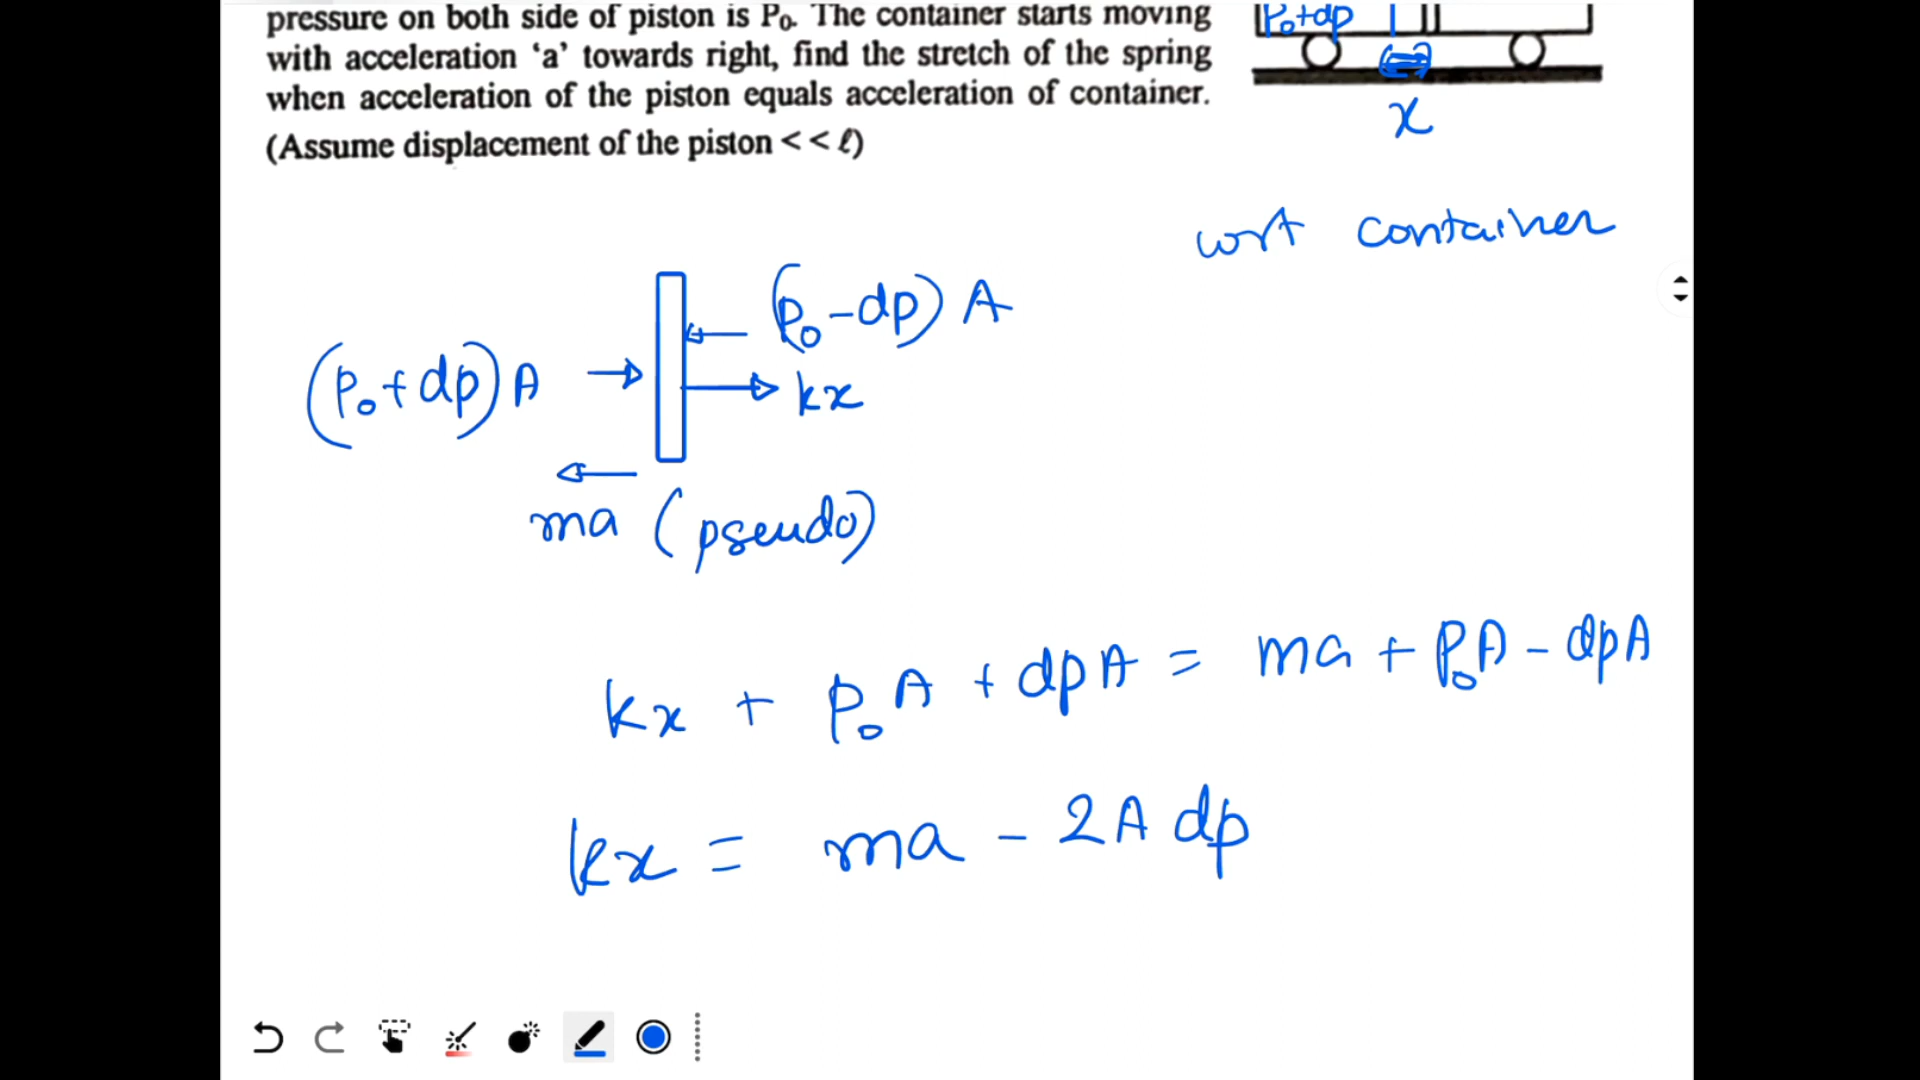 pressure on both side of piston is P₀. The container starts moving
with acceleration ‘a’ towards right, find the stretch of the spring
when acceleration of the piston equals acceleration of container.
(Assume displacement of the piston << ℓ)
P₀+dp
x
wrt container
(P₀-dp) A
(P₀+dp) A
kx
ma (pseudo)
kx + P₀A + dpA = ma + P₀A - dpA
kx = ma - 2A dp